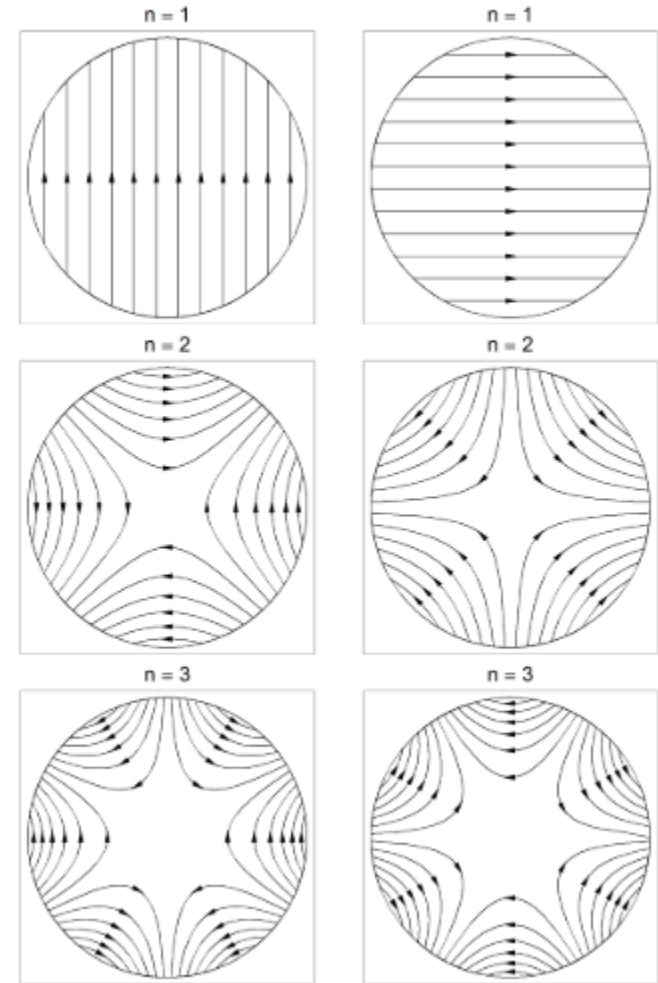 n = 1
n = 1
n = 2
n = 2
n = 3
n = 3